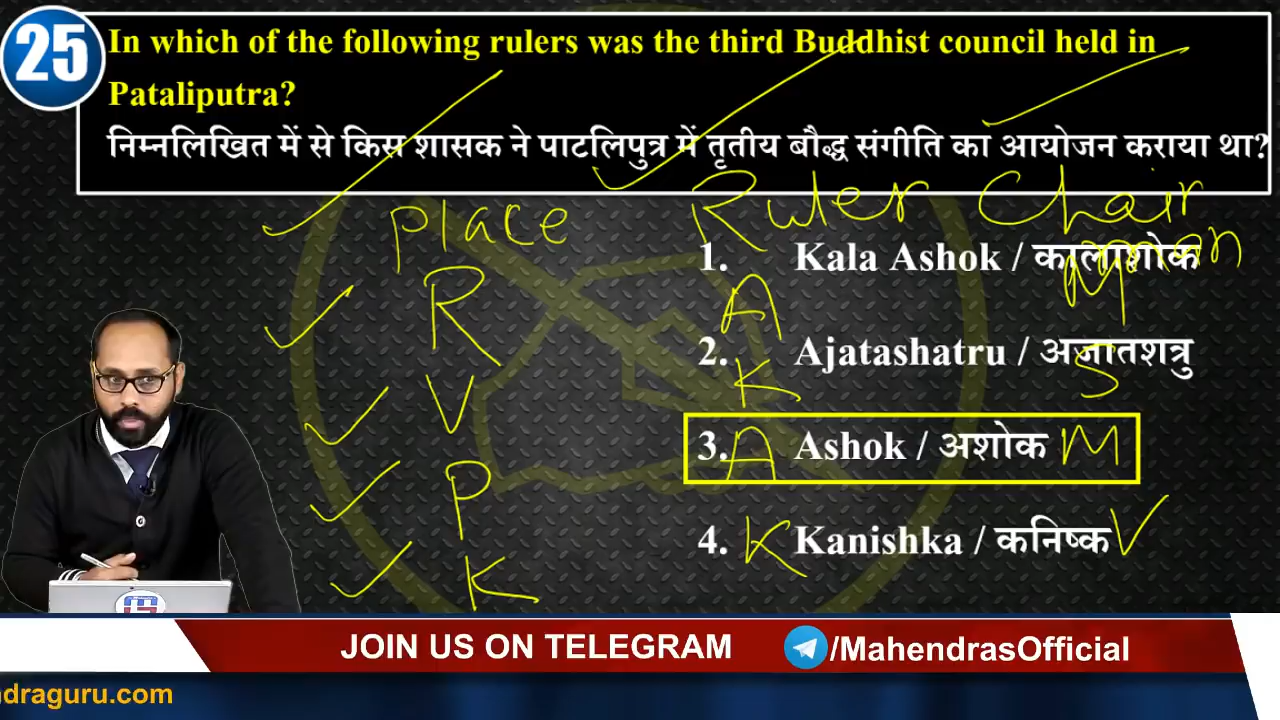 25
In which of the following rulers was the third Buddhist council held in
Pataliputra?
निम्नलिखित में से किस शासक ने पाटलिपुत्र में तृतीय बौद्ध संगीति का आयोजन कराया था?
Place Ruler Chair
man
1. Kala Ashok / कालाशोक
R A M
2. Ajatashatru / अजातशत्रु
V K S
3. Ashok / अशोक
P A M
4. Kanishka / कनिष्क
K K V
JOIN US ON TELEGRAM /MahendrasOfficial
draguru.com